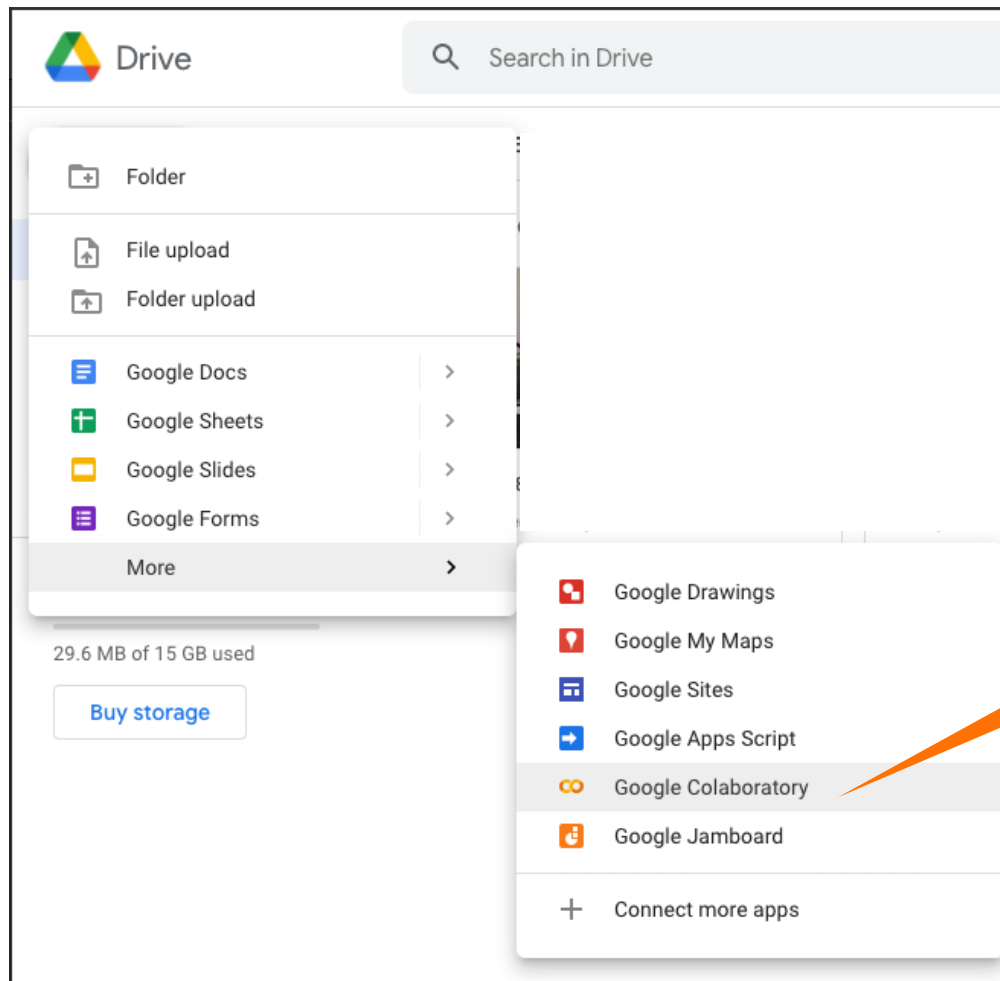 Drive
Search in Drive
Folder
File upload
Folder upload
Google Docs
Google Sheets
Google Slides
Google Forms
More
29.6 MB of 15 GB used
Buy storage
Google Drawings
Google My Maps
Google Sites
Google Apps Script
Google Colaboratory
Google Jamboard
Connect more apps